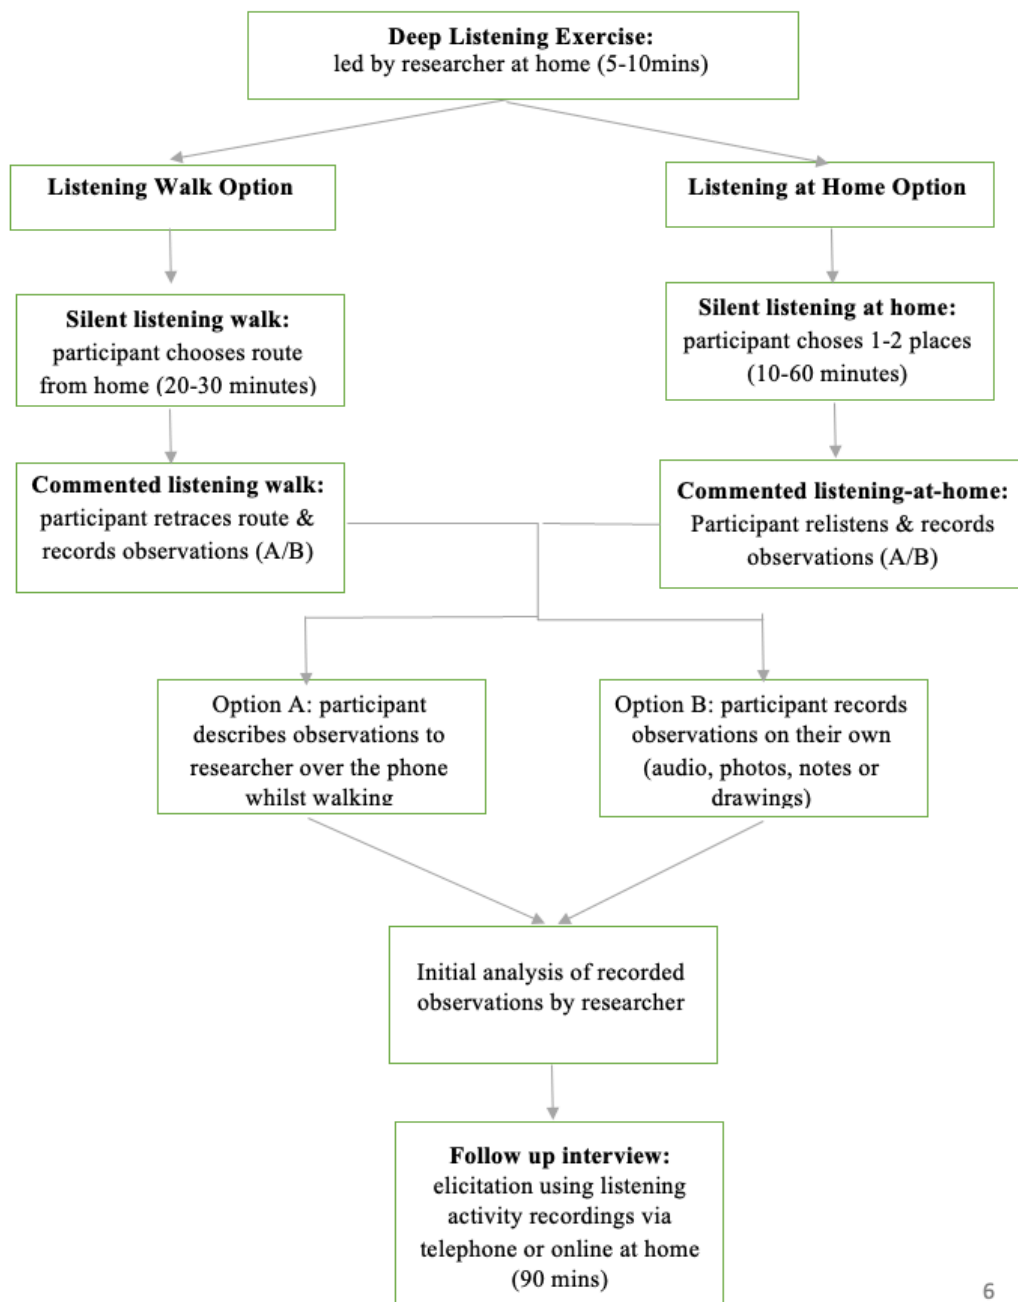 Deep Listening Exercise:
led by researcher at home (5-10mins)
Listening Walk Option
Listening at Home Option
Silent listening walk:
participant chooses route
from home (20-30 minutes)
Silent listening at home:
participant choses 1-2 places
(10-60 minutes)
Commented listening walk:
participant retraces route &
records observations (A/B)
Commented listening-at-home:
Participant relistens & records
observations (A/B)
Option A: participant
describes observations to
researcher over the phone
whilst walking
Option B: participant records
observations on their own
(audio, photos, notes or
drawings)
Initial analysis of recorded
observations by researcher
Follow up interview:
elicitation using listening
activity recordings via
telephone or online at home
(90 mins)
6